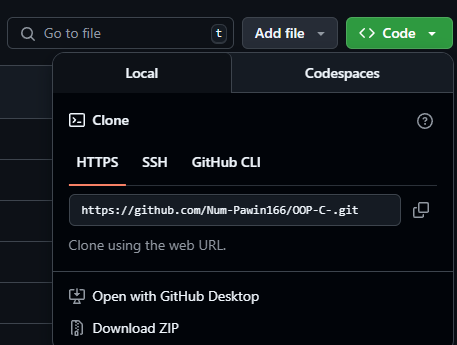 Go to file
t
Add file
Code
Local
Codespaces
Clone
HTTPS
SSH
GitHub CLI
https://github.com/Num-Pawin166/OOP-C-.git
Clone using the web URL.
Open with GitHub Desktop
Download ZIP